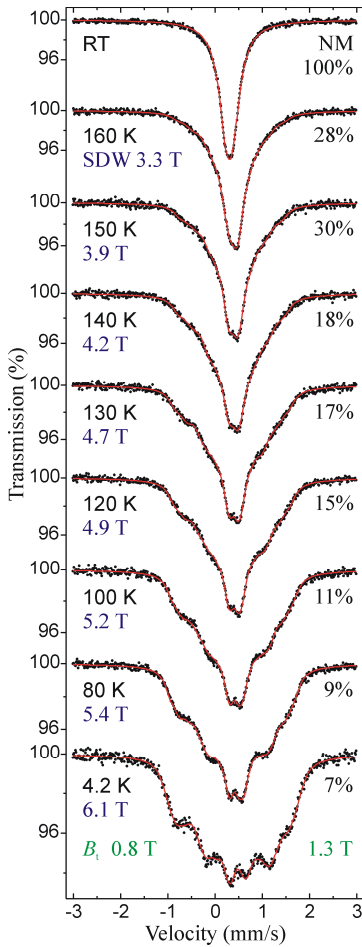 100
RT
NM
96
100%
100
160 K
28%
96
SDW 3.3 T
100
150 K
30%
96
3.9 T
100
140 K
18%
96
4.2 T
100
130 K
17%
96
4.7 T
100
120 K
15%
96
4.9 T
100
100 K
11%
96
5.2 T
100
80 K
9%
96
5.4 T
100
4.2 K
7%
96
6.1 T
Bt 0.8 T
1.3 T
-3 -2 -1 0 1 2 3
Velocity (mm/s)
Transmission (%)